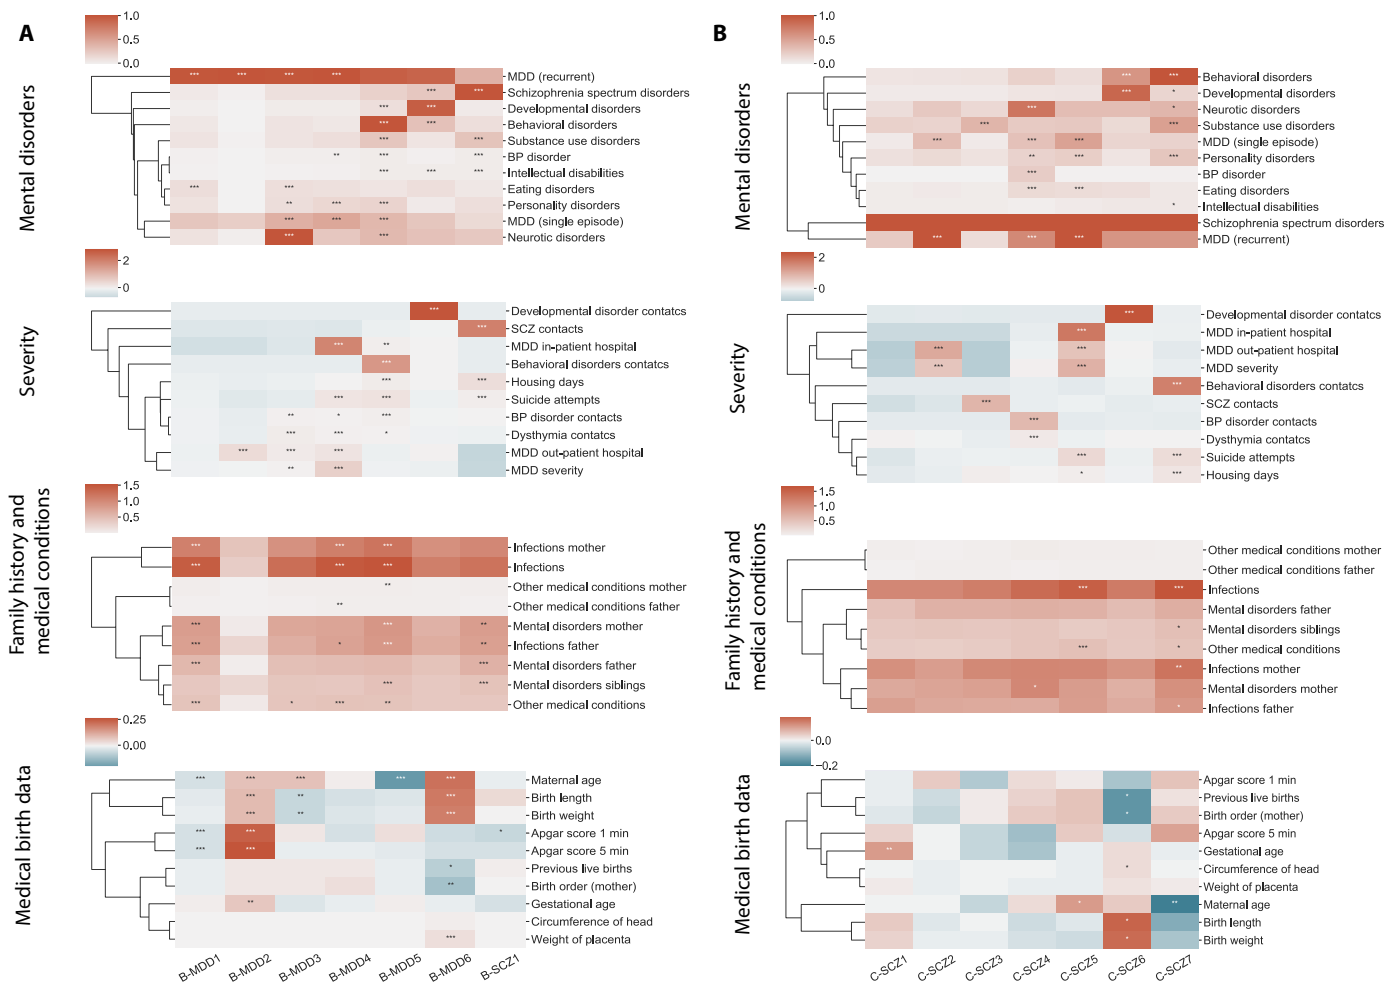 A
1.0
0.5
0.0
Mental disorders
*** *** *** ***
MDD (recurrent)
*** ***
Schizophrenia spectrum disorders
*** ***
Developmental disorders
*** ***
Behavioral disorders
*** ***
Substance use disorders
** *** ***
BP disorder
*** *** ***
Intellectual disabilities
*** ***
Eating disorders
** *** ***
Personality disorders
*** *** ***
MDD (single episode)
*** ***
Neurotic disorders
2
0
Severity
***
Developmental disorder contatcs
***
SCZ contacts
*** **
MDD in-patient hospital
***
Behavioral disorders contatcs
*** ***
Housing days
*** *** ***
Suicide attempts
** * ***
BP disorder contacts
*** *** *
Dysthymia contatcs
*** *** ***
MDD out-patient hospital
** ***
MDD severity
1.5
1.0
0.5
Family history and
medical conditions
*** *** ***
Infections mother
*** *** ***
Infections
**
Other medical conditions mother
**
Other medical conditions father
*** *** **
Mental disorders mother
*** * *** **
Infections father
*** ***
Mental disorders father
*** ***
Mental disorders siblings
*** * *** **
Other medical conditions
0.25
0.00
Medical birth data
*** *** *** *** ***
Maternal age
*** ** ***
Birth length
*** ** ***
Birth weight
*** *** *
Apgar score 1 min
*** ***
Apgar score 5 min
*
Previous live births
**
Birth order (mother)
**
Gestational age
Circumference of head
***
Weight of placenta
B-MDD1
B-MDD2
B-MDD3
B-MDD4
B-MDD5
B-MDD6
B-SCZ1
B
1.0
0.5
0.0
Mental disorders
*** ***
Behavioral disorders
*** *
Developmental disorders
*** *
Neurotic disorders
*** ***
Substance use disorders
*** *** ***
MDD (single episode)
** *** ***
Personality disorders
***
BP disorder
*** ***
Eating disorders
*
Intellectual disabilities
Schizophrenia spectrum disorders
*** *** ***
MDD (recurrent)
2
0
Severity
***
Developmental disorder contatcs
***
MDD in-patient hospital
*** ***
MDD out-patient hospital
*** ***
MDD severity
***
Behavioral disorders contatcs
***
SCZ contacts
***
BP disorder contacts
***
Dysthymia contatcs
*** ***
Suicide attempts
* ***
Housing days
1.5
1.0
0.5
Family history and
medical conditions
Other medical conditions mother
Other medical conditions father
*** ***
Infections
Mental disorders father
*
Mental disorders siblings
*** *
Other medical conditions
**
Infections mother
*
Mental disorders mother
*
Infections father
0.0
−0.2
Medical birth data
Apgar score 1 min
*
Previous live births
*
Birth order (mother)
Apgar score 5 min
**
Gestational age
*
Circumference of head
Weight of placenta
* **
Maternal age
*
Birth length
*
Birth weight
C-SCZ1
C-SCZ2
C-SCZ3
C-SCZ4
C-SCZ5
C-SCZ6
C-SCZ7